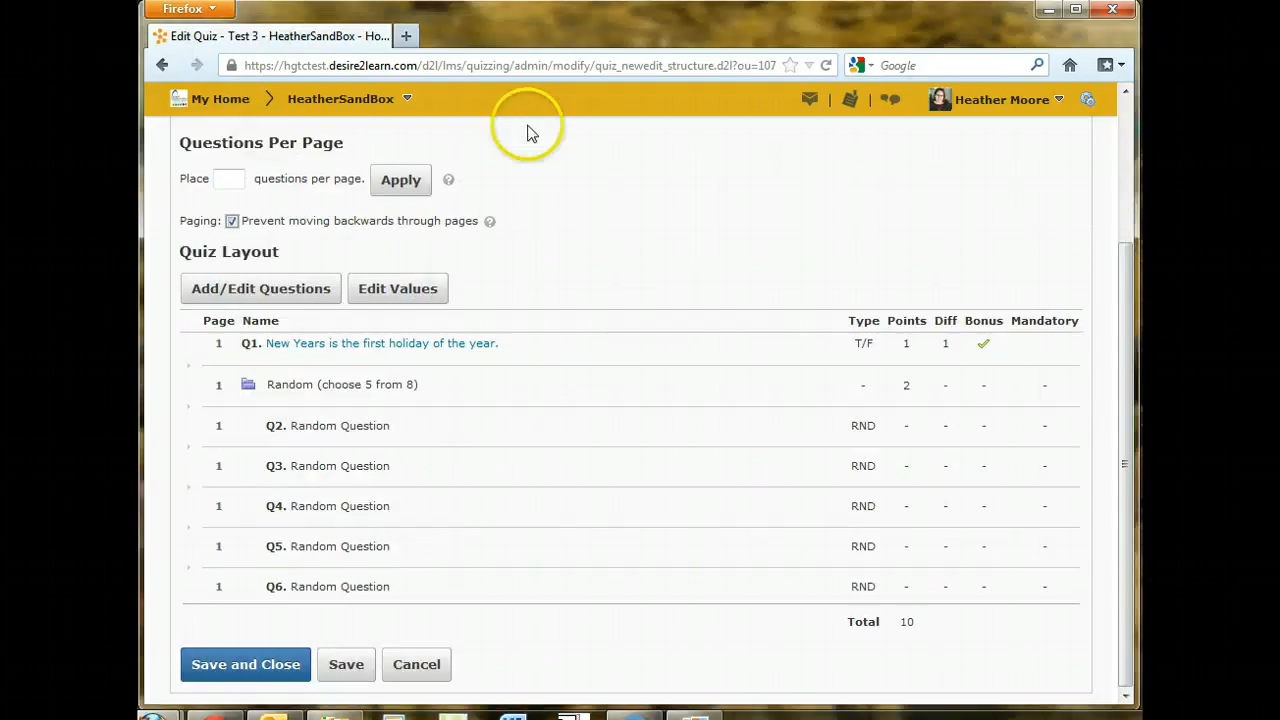 Firefox
Edit Quiz - Test 3 - HeatherSandBox - Ho...
https://hgtctest.desire2learn.com/d2l/lms/quizzing/admin/modify/quiz_newedit_structure.d2l?ou=107
Google
My Home HeatherSandBox Heather Moore
Questions Per Page
Place questions per page. Apply
Paging: Prevent moving backwards through pages
Quiz Layout
Add/Edit Questions Edit Values
Page Name Type Points Diff Bonus Mandatory
1 Q1. New Years is the first holiday of the year. T/F 1 1
1 Random (choose 5 from 8) - 2 - - -
1 Q2. Random Question RND - - - -
1 Q3. Random Question RND - - - -
1 Q4. Random Question RND - - - -
1 Q5. Random Question RND - - - -
1 Q6. Random Question RND - - - -
Total 10
Save and Close Save Cancel